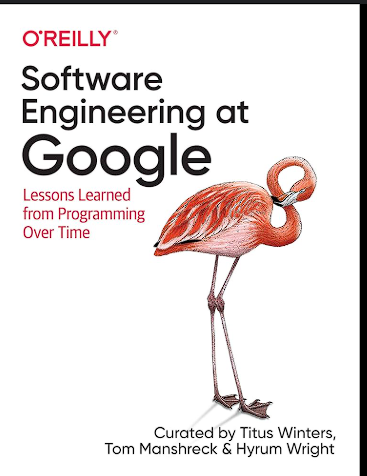 O'REILLY®
Software
Engineering at
Google
Lessons Learned
from Programming
Over Time
Curated by Titus Winters,
Tom Manshreck & Hyrum Wright